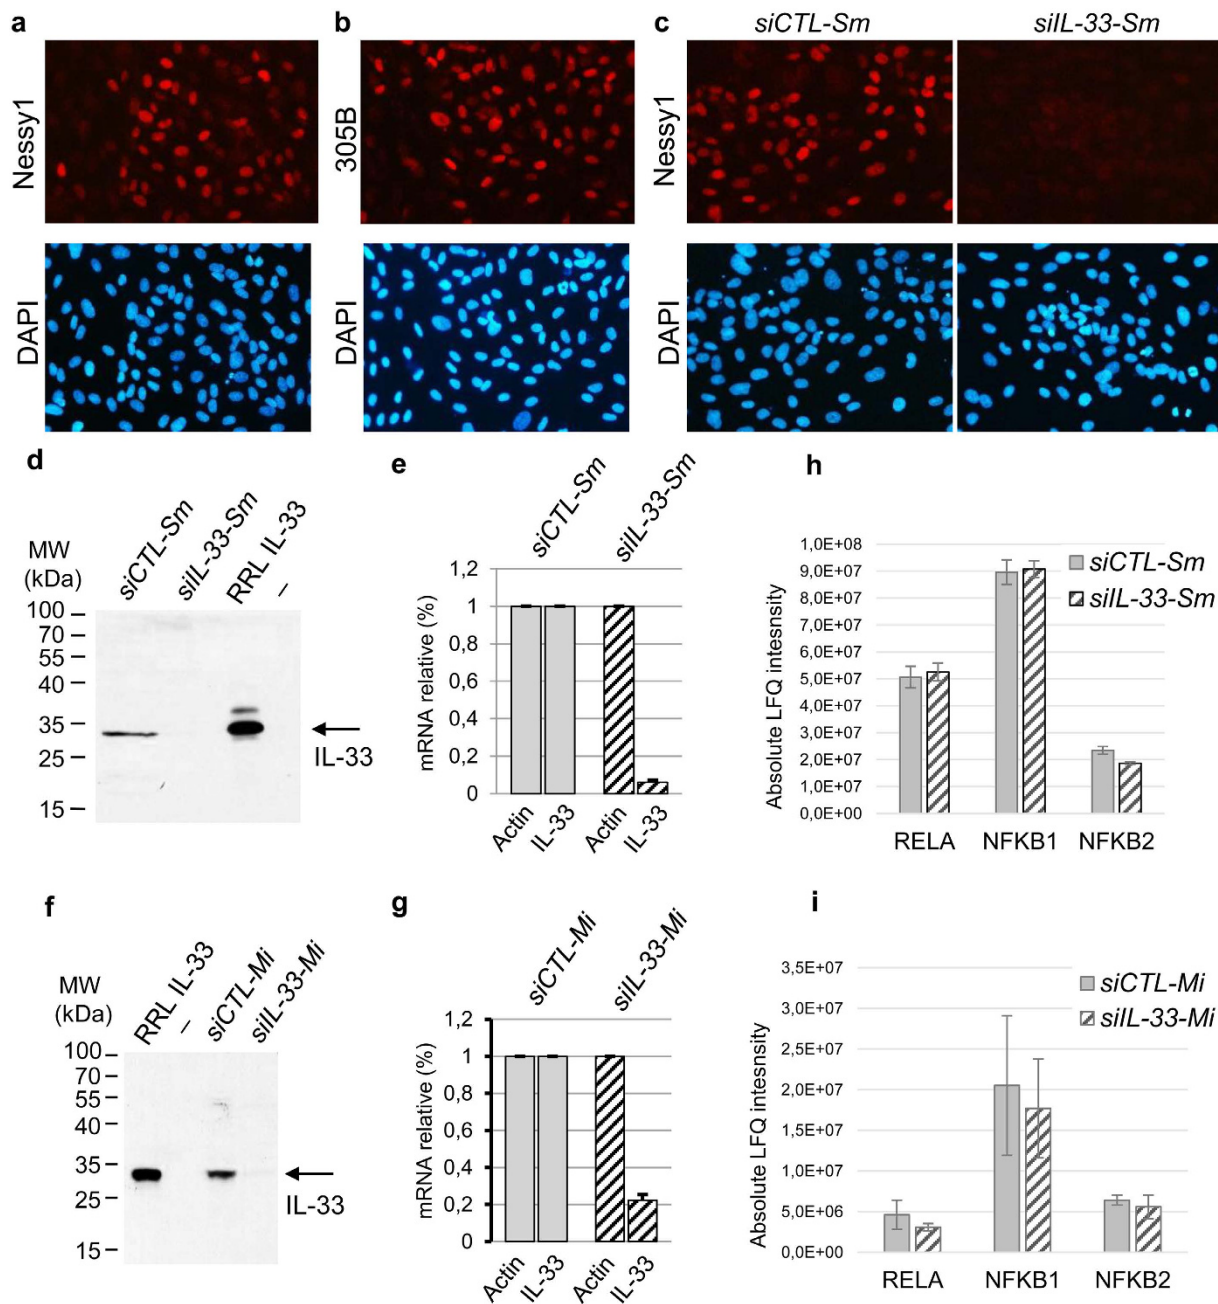 a
b
c
siCTL-Sm
siIL-33-Sm
Nessy1
305B
Nessy1
DAPI
DAPI
DAPI
d
MW
(kDa)
siCTL-Sm
siIL-33-Sm
RRL IL-33
–
100
70
55
40
35
25
15
IL-33
e
siCTL-Sm
siIL-33-Sm
mRNA relative (%)
1,2
1
0,8
0,6
0,4
0,2
0
Actin
IL-33
Actin
IL-33
h
Absolute LFQ intesnsity
1,0E+08
9,0E+07
8,0E+07
7,0E+07
6,0E+07
5,0E+07
4,0E+07
3,0E+07
2,0E+07
1,0E+07
0,0E+00
siCTL-Sm
siIL-33-Sm
RELA NFKB1 NFKB2
f
MW
(kDa)
RRL IL-33
–
siCTL-Mi
siIL-33-Mi
100
70
55
40
35
25
15
IL-33
g
siCTL-Mi
siIL-33-Mi
mRNA relative (%)
1,2
1
0,8
0,6
0,4
0,2
0
Actin
IL-33
Actin
IL-33
i
Absolute LFQ intesnsity
3,5E+07
3,0E+07
2,5E+07
2,0E+07
1,5E+07
1,0E+07
5,0E+06
0,0E+00
siCTL-Mi
siIL-33-Mi
RELA NFKB1 NFKB2